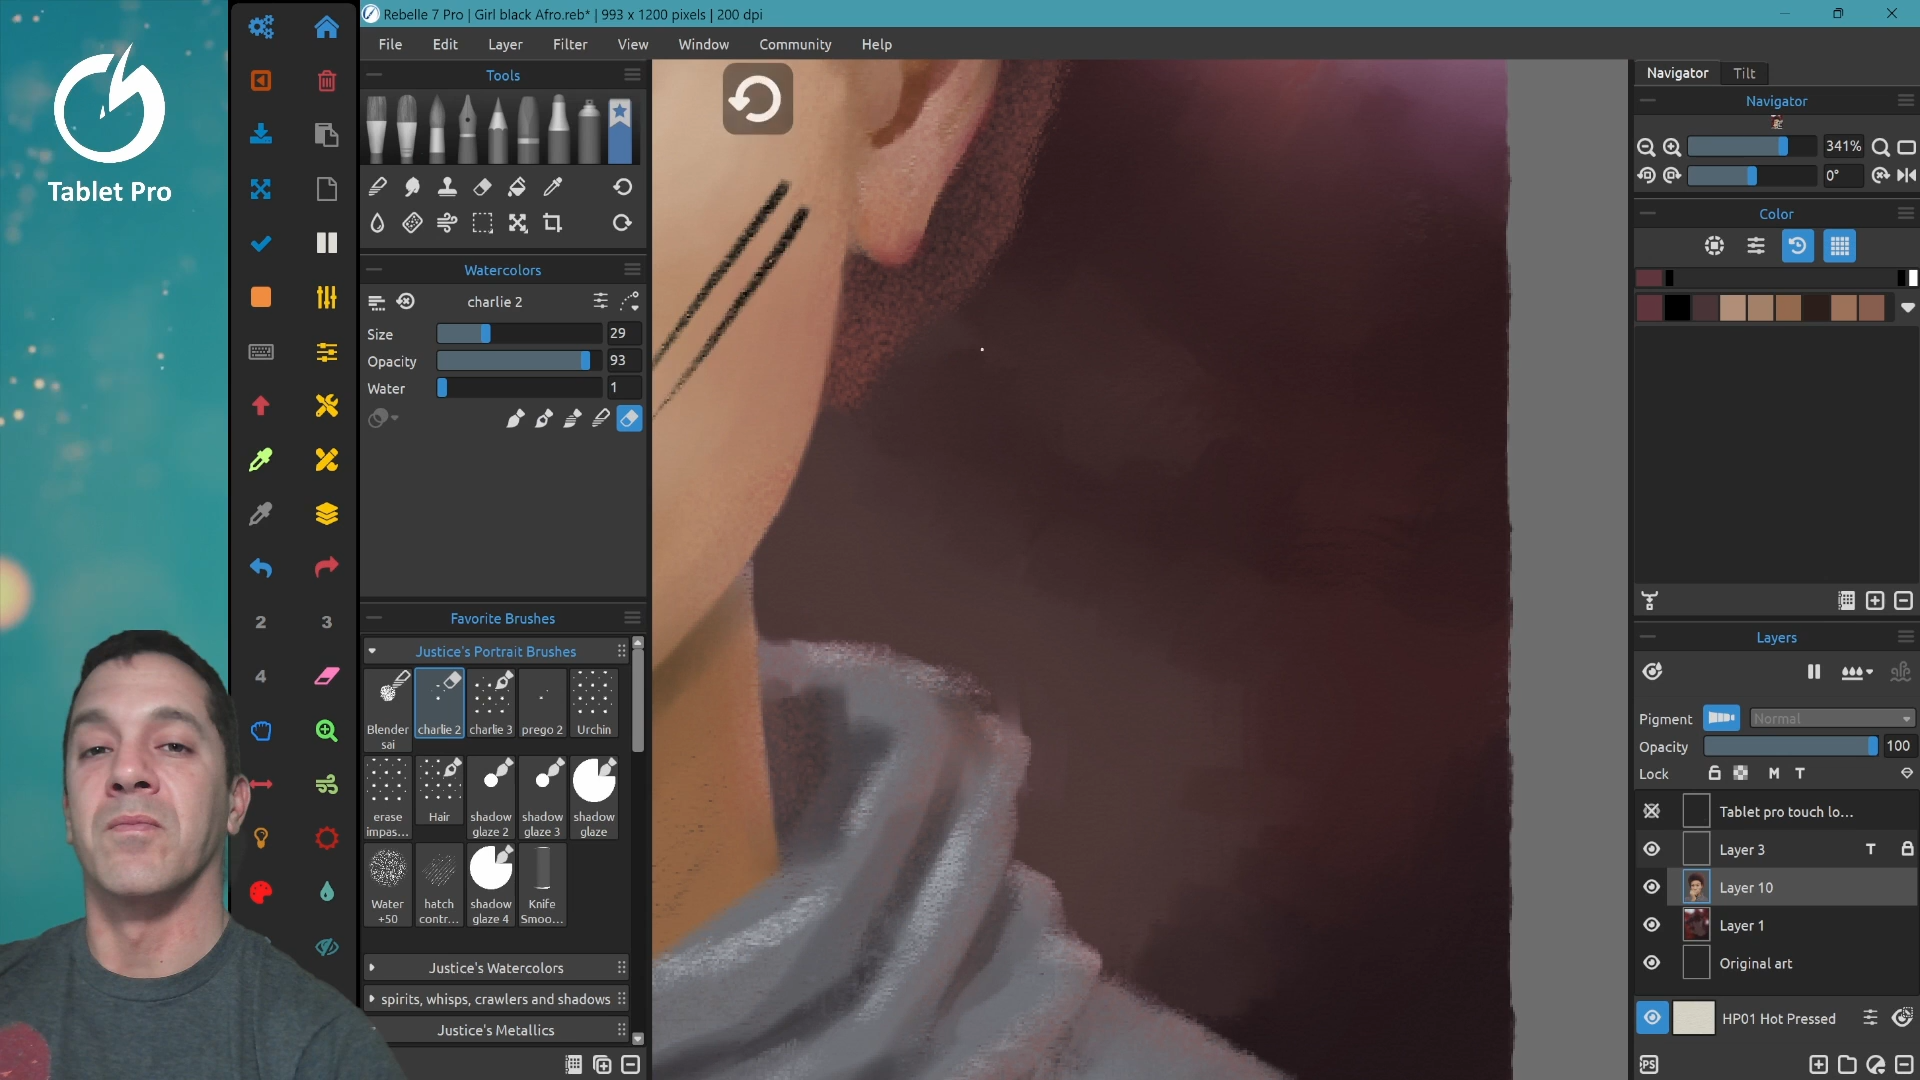 Tablet Pro
2
3
4
Rebelle 7 Pro | Girl black Afro.reb* | 993 x 1200 pixels | 200 dpi
File Edit Layer Filter View Window Community Help
Tools
Watercolors
charlie 2
Size 29
Opacity 93
Water 1
Favorite Brushes
Justice's Portrait Brushes
Blender sai
charlie 2
charlie 3
prego 2
Urchin
erase impas...
Hair
shadow glaze 2
shadow glaze 3
shadow glaze
Water +50
hatch contr...
shadow glaze 4
Knife Smoo...
Justice's Watercolors
spirits, whisps, crawlers and shadows
Justice's Metallics
Navigator Tilt
Navigator
341%
0°
Color
Layers
Pigment Normal
Opacity 100
Lock M T
Tablet pro touch lo...
Layer 3 T
Layer 10
Layer 1
Original art
HP01 Hot Pressed
PS